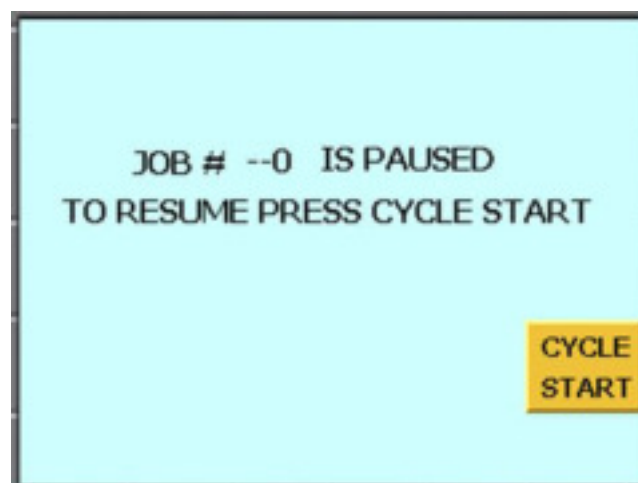 JOB # --0 IS PAUSED
TO RESUME PRESS CYCLE START
CYCLE
START